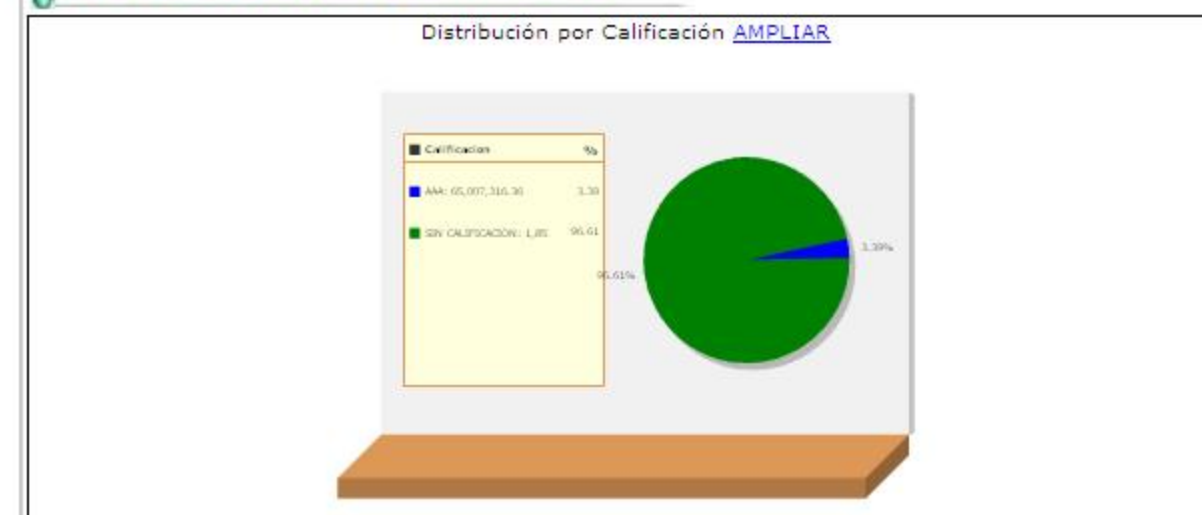 Distribución por Calificación AMPLIAR
Calificacion %
AAA: 65,007,316.36 3.39
SIN CALIFICACION: 1,85 96.61
3.39%
96.61%